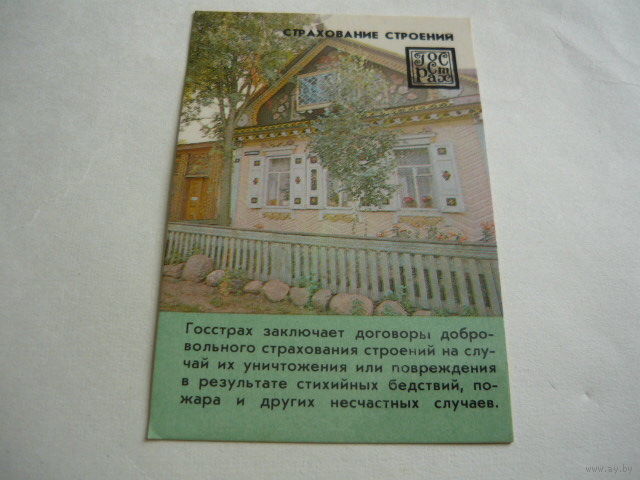 СТРАХОВАНИЕ СТРОЕНИЙ
Гос
Ст
Рах
Госстрах заключает договоры добро-
вольного страхования строений на слу-
чай их уничтожения или повреждения
в результате стихийных бедствий, по-
жара и других несчастных случаев.
www.ay.by